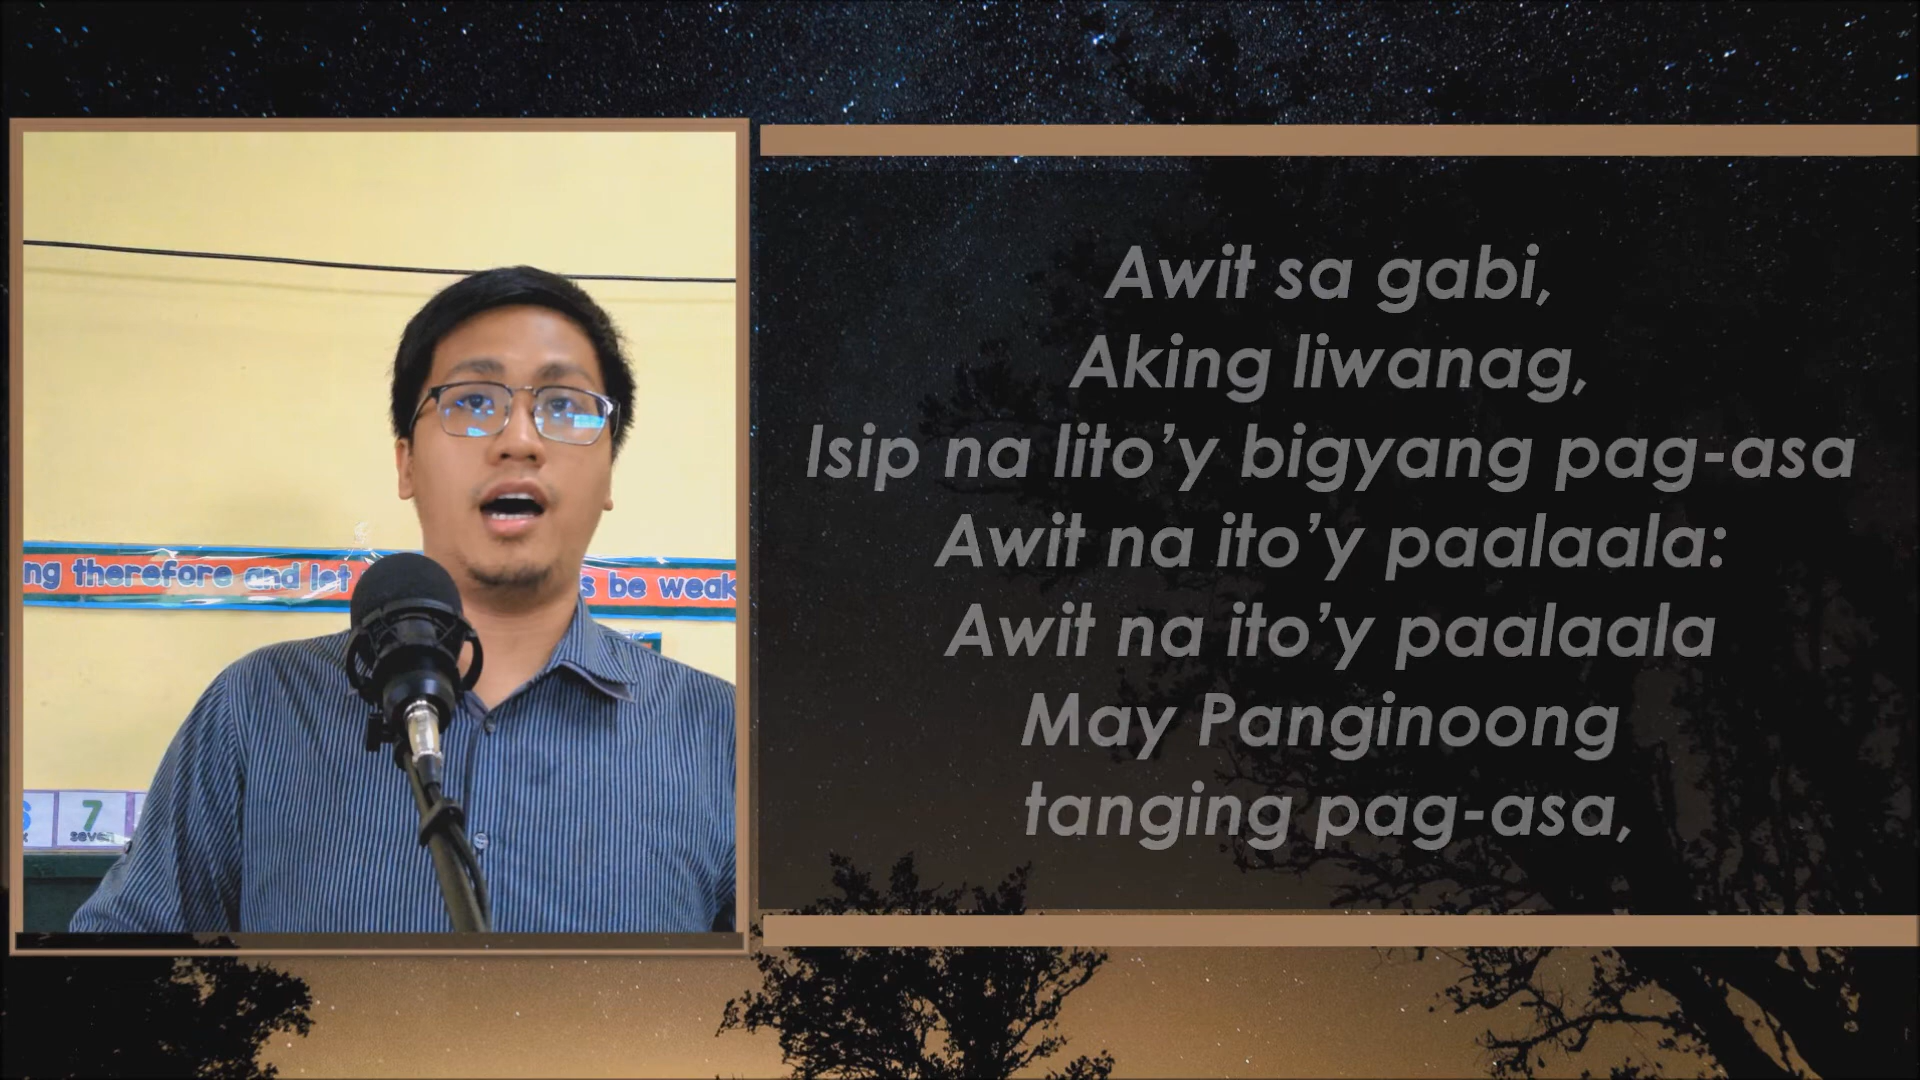 ng therefore and let
s be weak
7
seven
Awit sa gabi,
Aking liwanag,
Isip na lito’y bigyang pag-asa
Awit na ito’y paalaala:
Awit na ito’y paalaala
May Panginoong
tanging pag-asa,